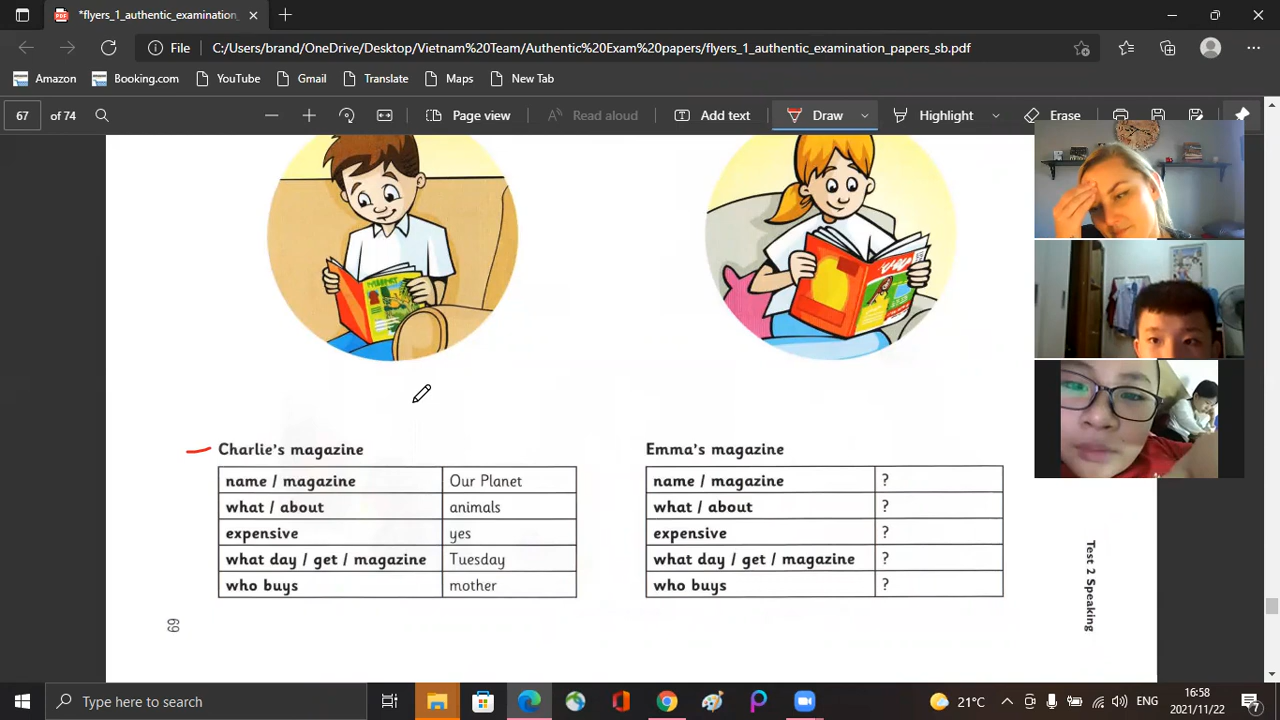 *flyers_1_authentic_examination_
File
C:/Users/brand/OneDrive/Desktop/Vietnam%20Team/Authentic%20Exam%20papers/flyers_1_authentic_examination_papers_sb.pdf
Amazon
Booking.com
YouTube
Gmail
Translate
Maps
New Tab
67 of 74
Page view
Read aloud
Add text
Draw
Highlight
Erase
Charlie's magazine
name / magazine Our Planet
what / about animals
expensive yes
what day / get / magazine Tuesday
who buys mother
Emma's magazine
name / magazine ?
what / about ?
expensive ?
what day / get / magazine ?
who buys ?
Test 2 Speaking
69
Type here to search
21°C
ENG
16:58
2021/11/22
7